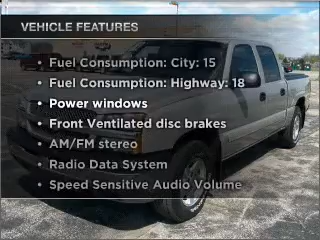 VEHICLE FEATURES
• Fuel Consumption: City: 15
• Fuel Consumption: Highway: 18
• Power windows
• Front Ventilated disc brakes
• AM/FM stereo
• Radio Data System
• Speed Sensitive Audio Volume